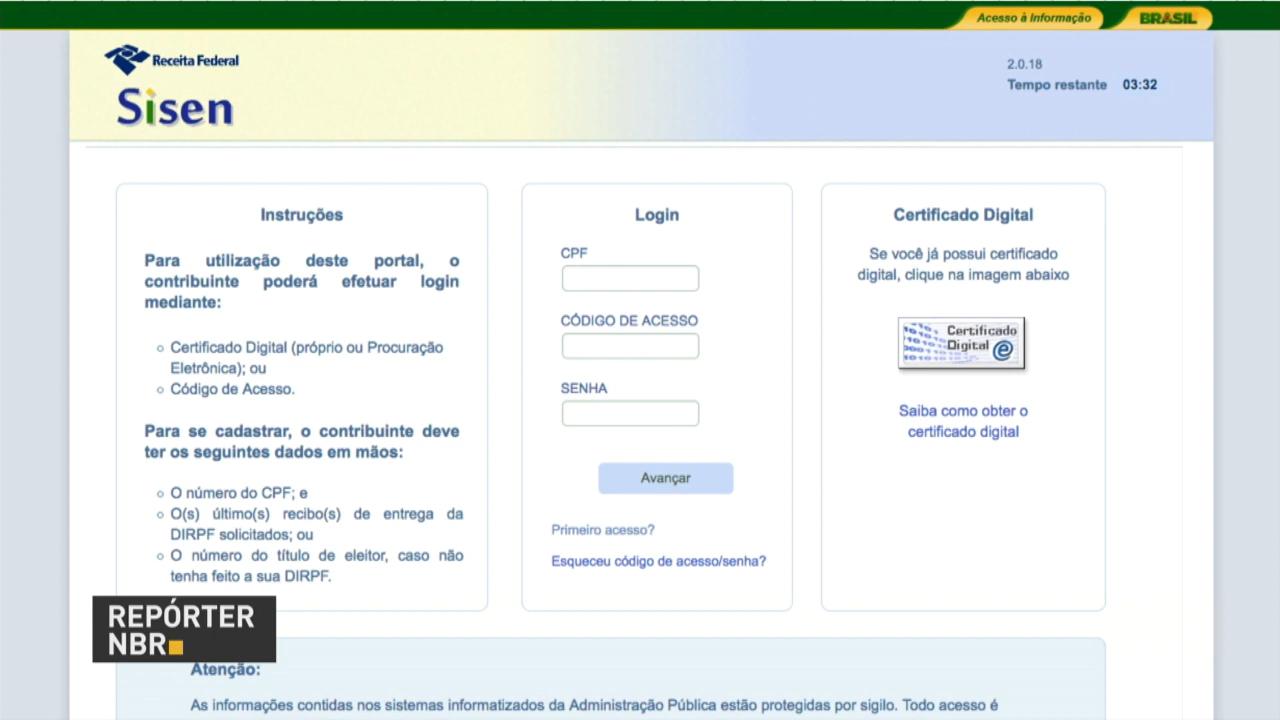 Acesso à Informação
BRASIL
Receita Federal
Sisen
2.0.18
Tempo restante 03:32
Instruções
Para utilização deste portal, o
contribuinte poderá efetuar login
mediante:
Certificado Digital (próprio ou Procuração
Eletrônica); ou
Código de Acesso.
Para se cadastrar, o contribuinte deve
ter os seguintes dados em mãos:
O número do CPF; e
O(s) último(s) recibo(s) de entrega da
DIRPF solicitados; ou
O número do título de eleitor, caso não
tenha feito a sua DIRPF.
Login
CPF
CÓDIGO DE ACESSO
SENHA
Avançar
Primeiro acesso?
Esqueceu código de acesso/senha?
Certificado Digital
Se você já possui certificado
digital, clique na imagem abaixo
Certificado
Digital e
Saiba como obter o
certificado digital
REPÓRTER
NBR
Atenção:
As informações contidas nos sistemas informatizados da Administração Pública estão protegidas por sigilo. Todo acesso é